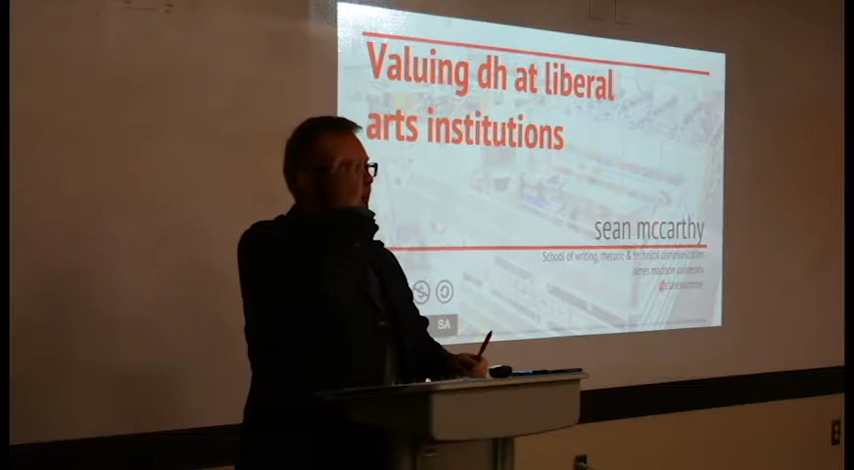 Valuing dh at liberal
arts institutions
sean mccarthy
School of writing, rhetoric & technical communication
james madison university
SA